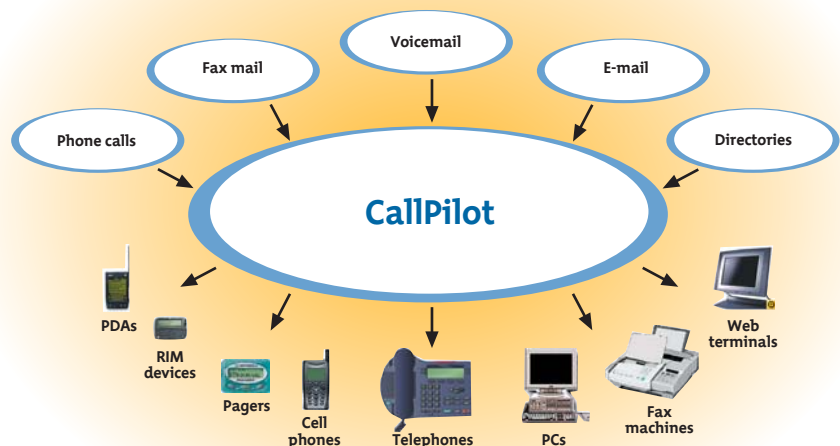 Voicemail
Fax mail
E-mail
Phone calls
Directories
CallPilot
PDAs
RIM
devices
Pagers
Cell
phones
Telephones
PCs
Fax
machines
Web
terminals